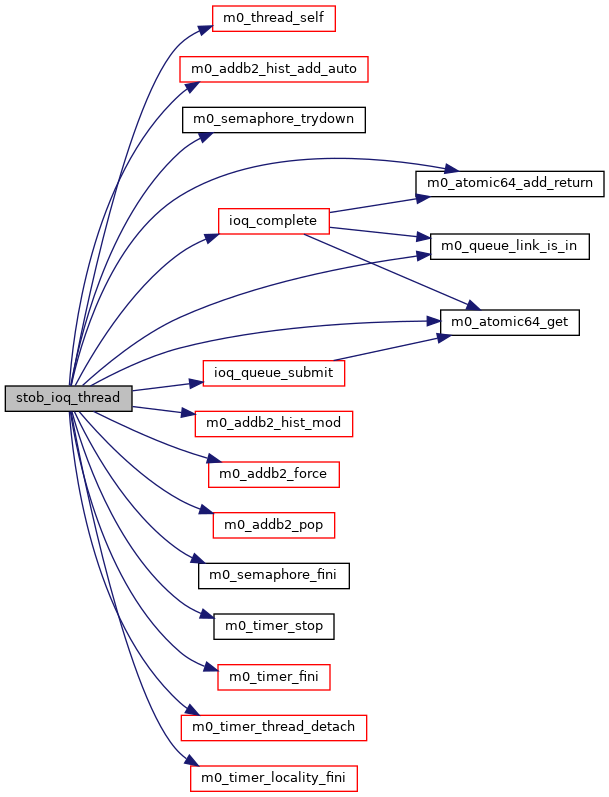 m0_thread_self
m0_addb2_hist_add_auto
m0_semaphore_trydown
m0_atomic64_add_return
ioq_complete
m0_queue_link_is_in
m0_atomic64_get
ioq_queue_submit
stob_ioq_thread
m0_addb2_hist_mod
m0_addb2_force
m0_addb2_pop
m0_semaphore_fini
m0_timer_stop
m0_timer_fini
m0_timer_thread_detach
m0_timer_locality_fini